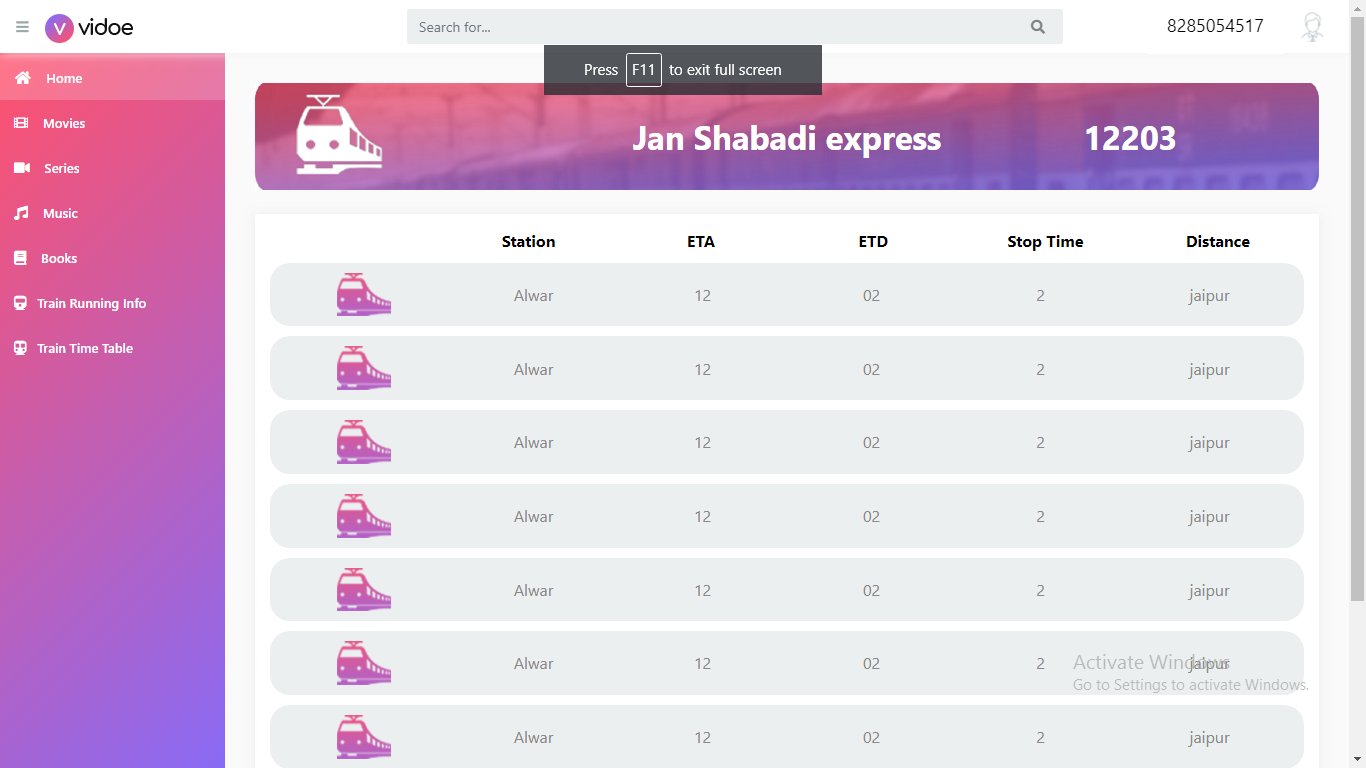 vidoe
Search for...
8285054517
Press F11 to exit full screen
Home
Movies
Series
Music
Books
Train Running Info
Train Time Table
Jan Shabadi express 12203
Station ETA ETD Stop Time Distance
Alwar 12 02 2 jaipur
Alwar 12 02 2 jaipur
Alwar 12 02 2 jaipur
Alwar 12 02 2 jaipur
Alwar 12 02 2 jaipur
Alwar 12 02 2 jaipur
Alwar 12 02 2 jaipur
Activate Windows
Go to Settings to activate Windows.